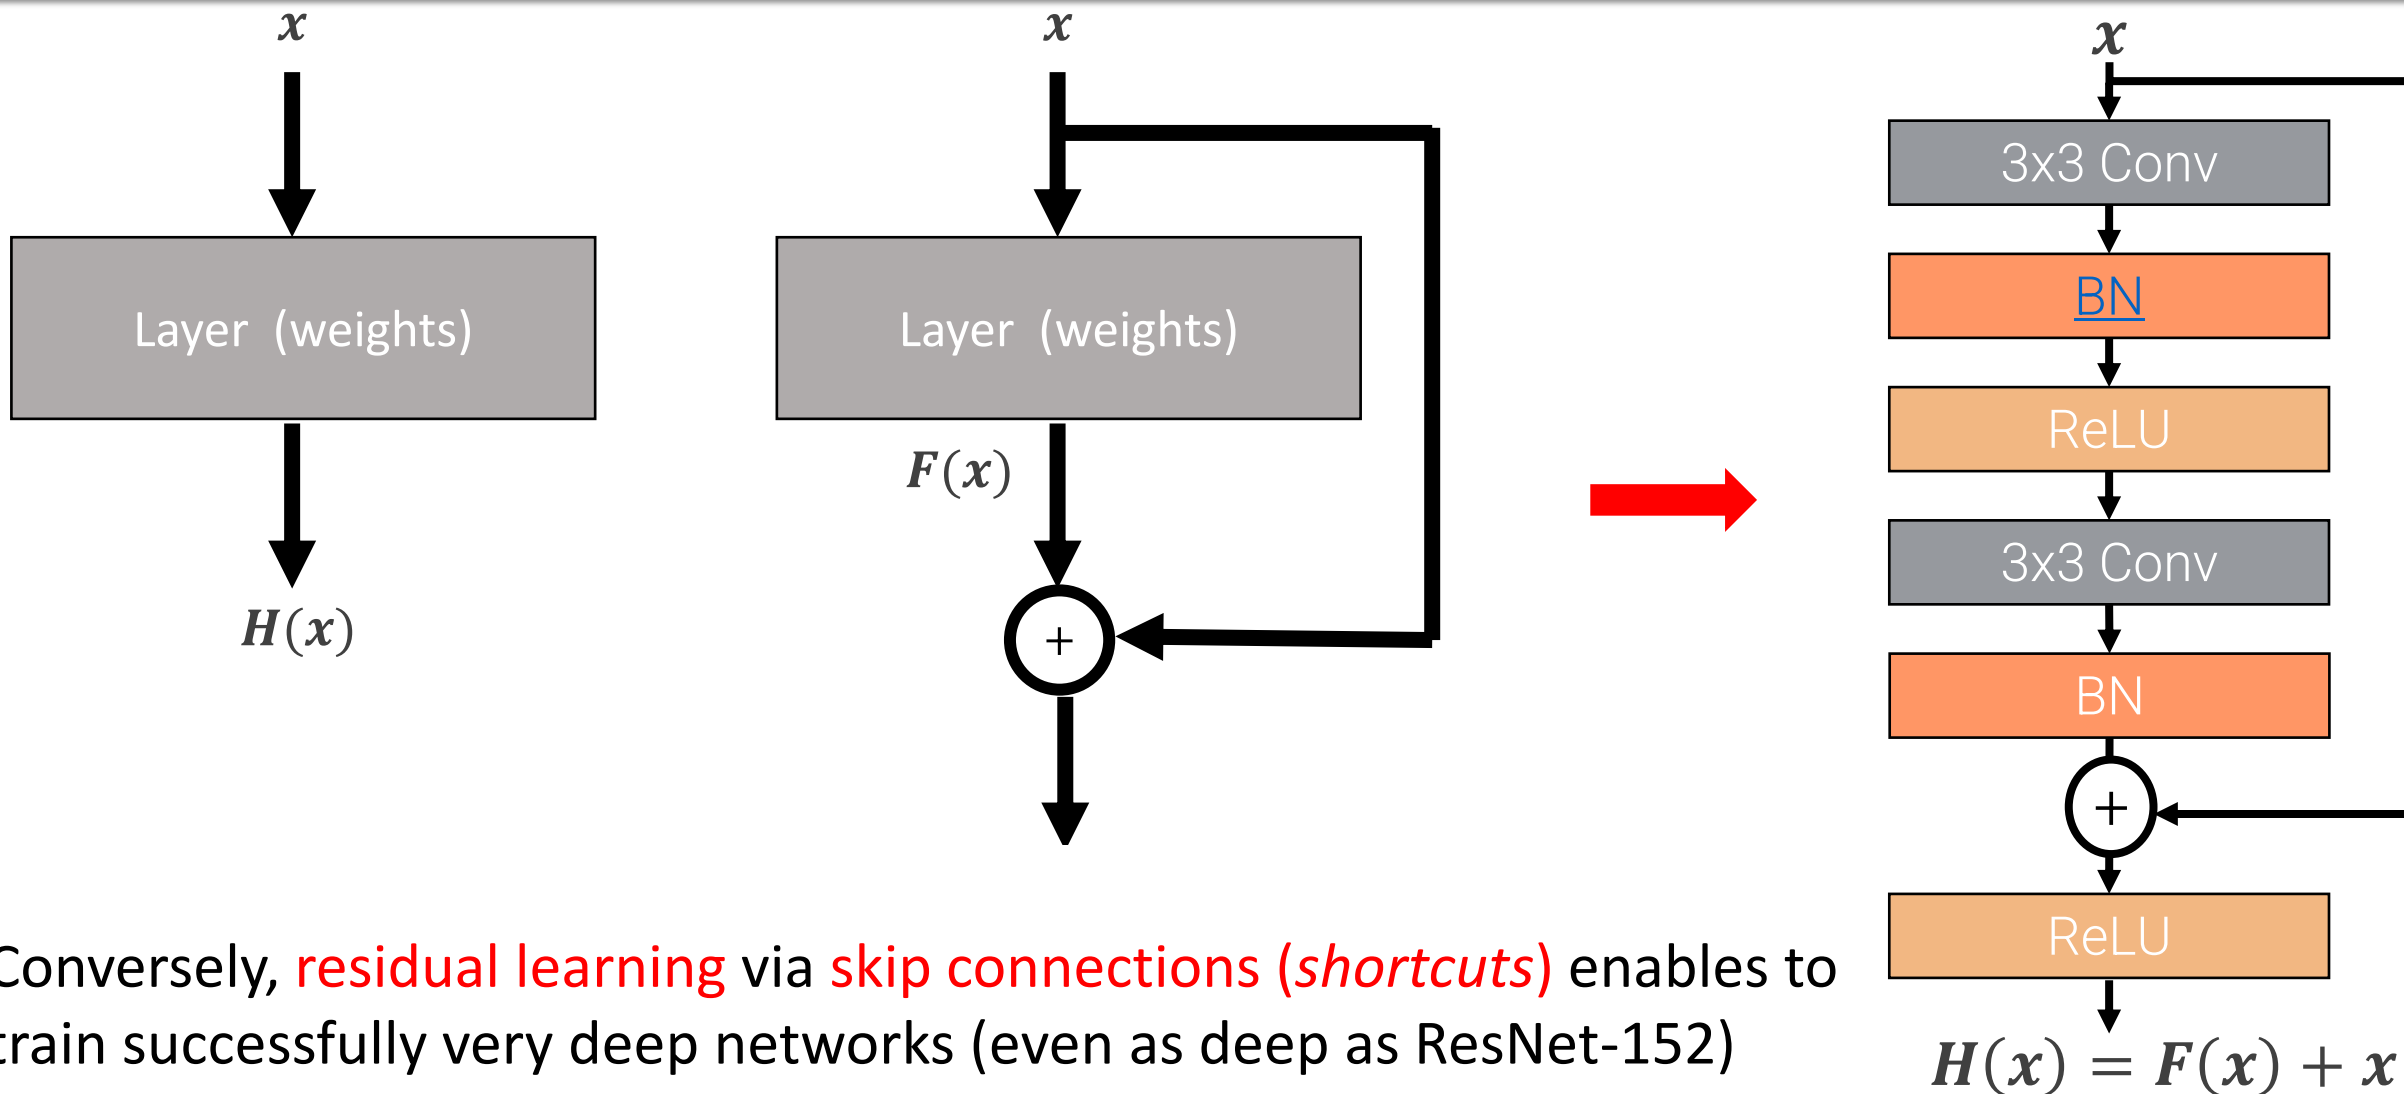 x
Layer (weights)
H(x)
x
Layer (weights)
F(x)
+
x
3x3 Conv
BN
ReLU
3x3 Conv
BN
+
ReLU
H(x) = F(x) + x
Conversely, residual learning via skip connections (shortcuts) enables to
train successfully very deep networks (even as deep as ResNet-152)